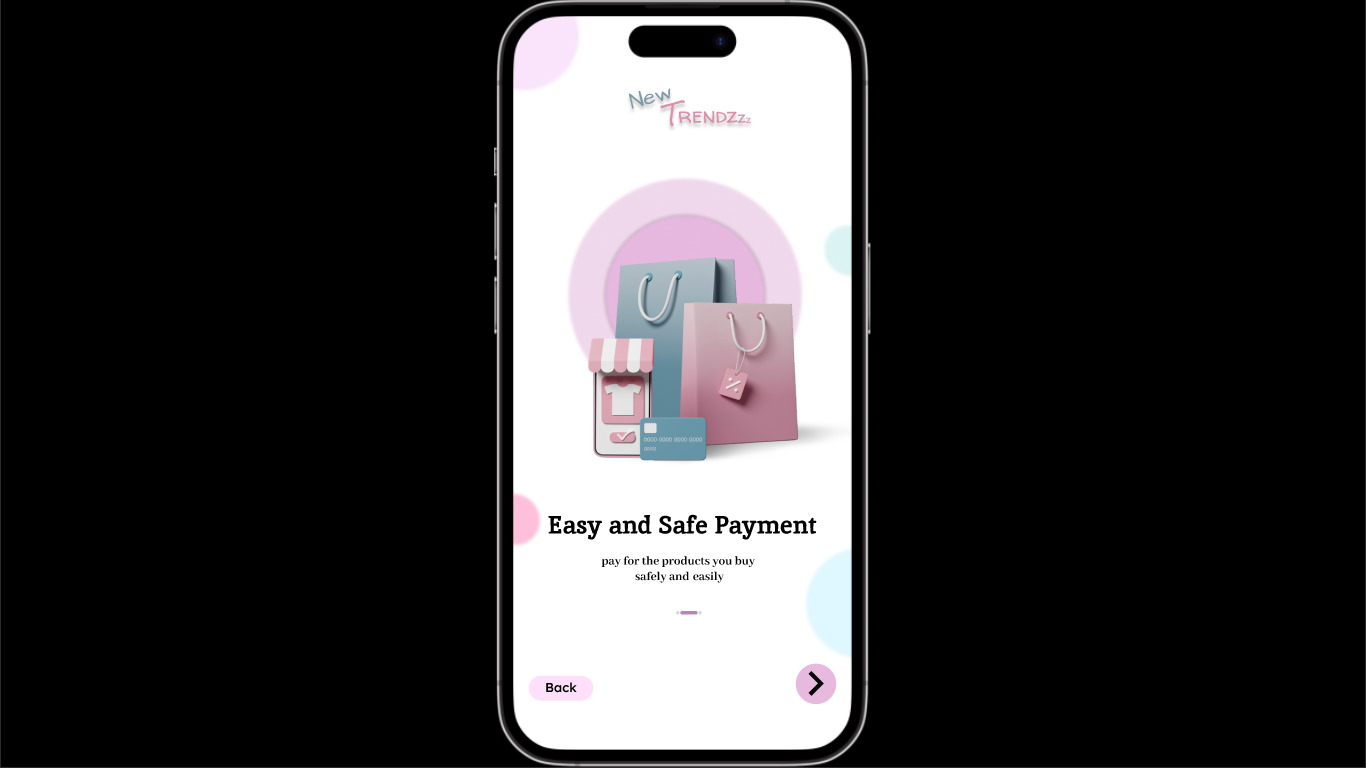 New
TRENDZzz
0000 0000 0000 0000
0000
Easy and Safe Payment
pay for the products you buy
safely and easily
Back